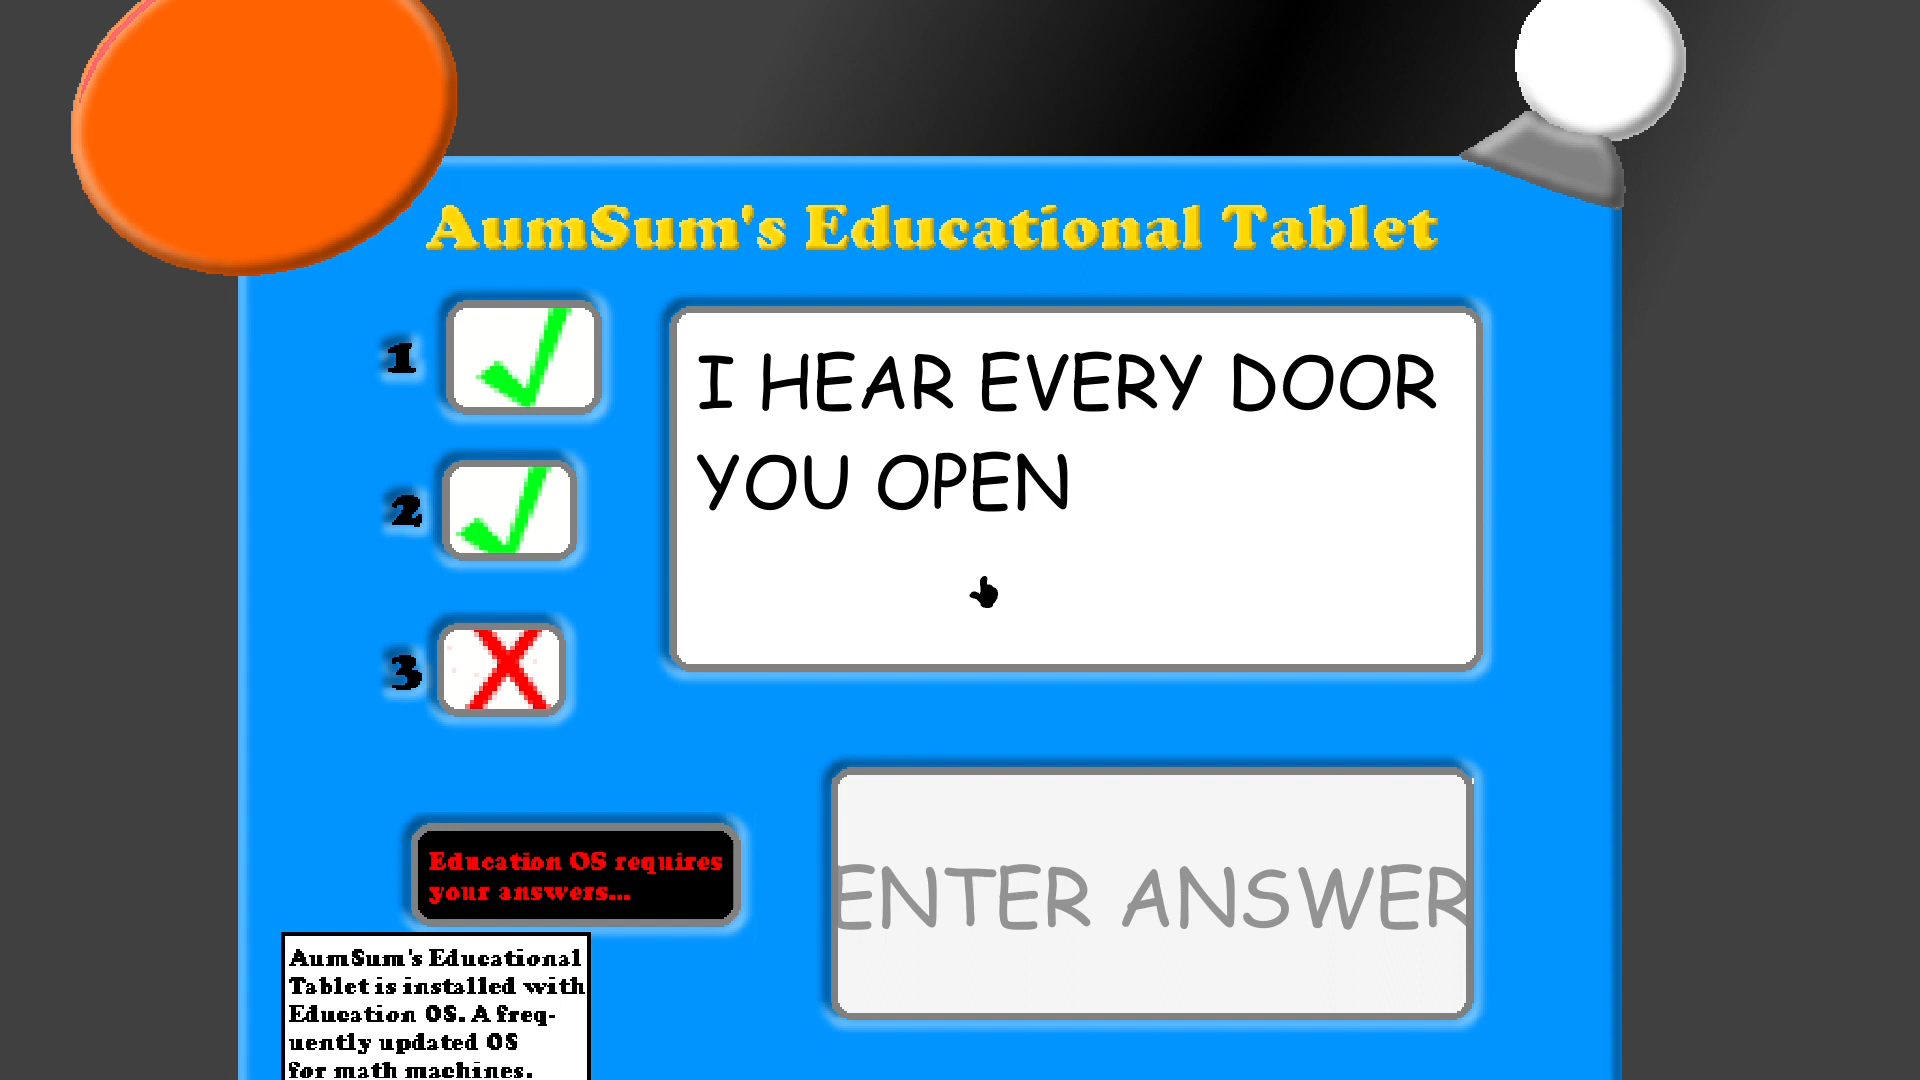 AumSum's Educational Tablet
1
I HEAR EVERY DOOR
YOU OPEN
2
3
Education OS requires
your answers...
ENTER ANSWER
AumSum's Educational
Tablet is installed with
Education OS. A freq-
uently updated OS
for math machines.